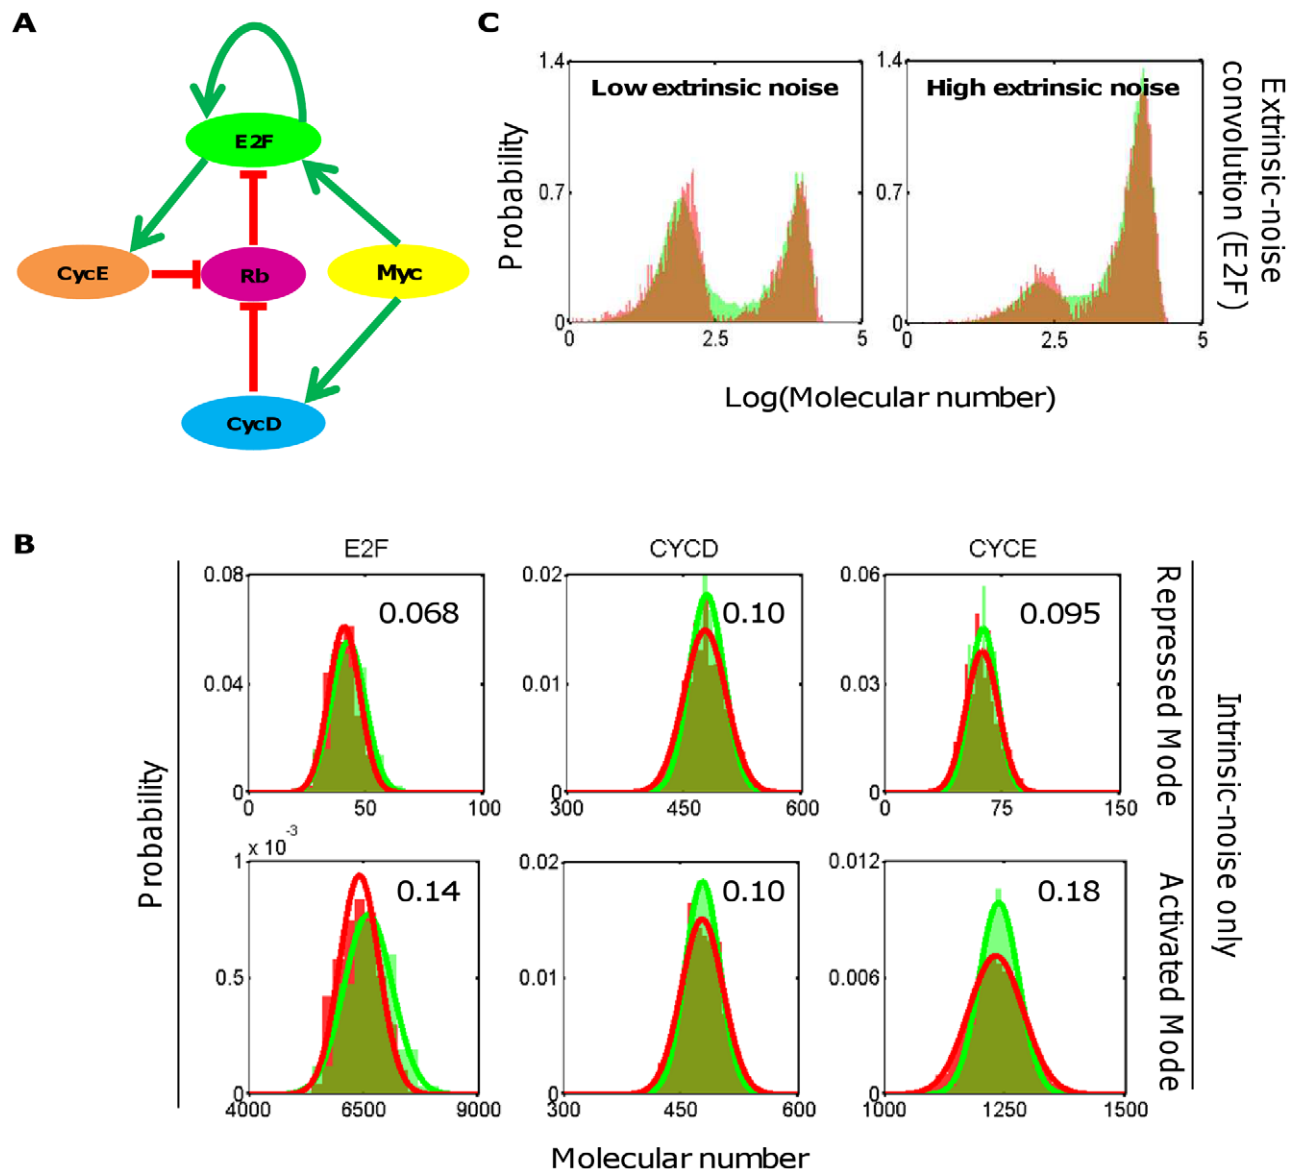 A
E2F
CycE
Rb
Myc
CycD
C
Probability
1.4
0.7
0
Low extrinsic noise
0
2.5
5
1.4
0.7
0
High extrinsic noise
0
2.5
5
Extrinsic-noise
convolution (E2F)
Log(Molecular number)
B
Probability
E2F
CYCD
CYCE
0.08
0.04
0
0.068
0
50
100
0.02
0.01
0
0.10
300
450
600
0.06
0.03
0
0.095
0
75
150
Repressed Mode
1 x 10-3
0.5
0
0.14
4000
6500
9000
0.02
0.01
0
0.10
300
450
600
0.012
0.006
0
0.18
1000
1250
1500
Activated Mode
Intrinsic-noise only
Molecular number